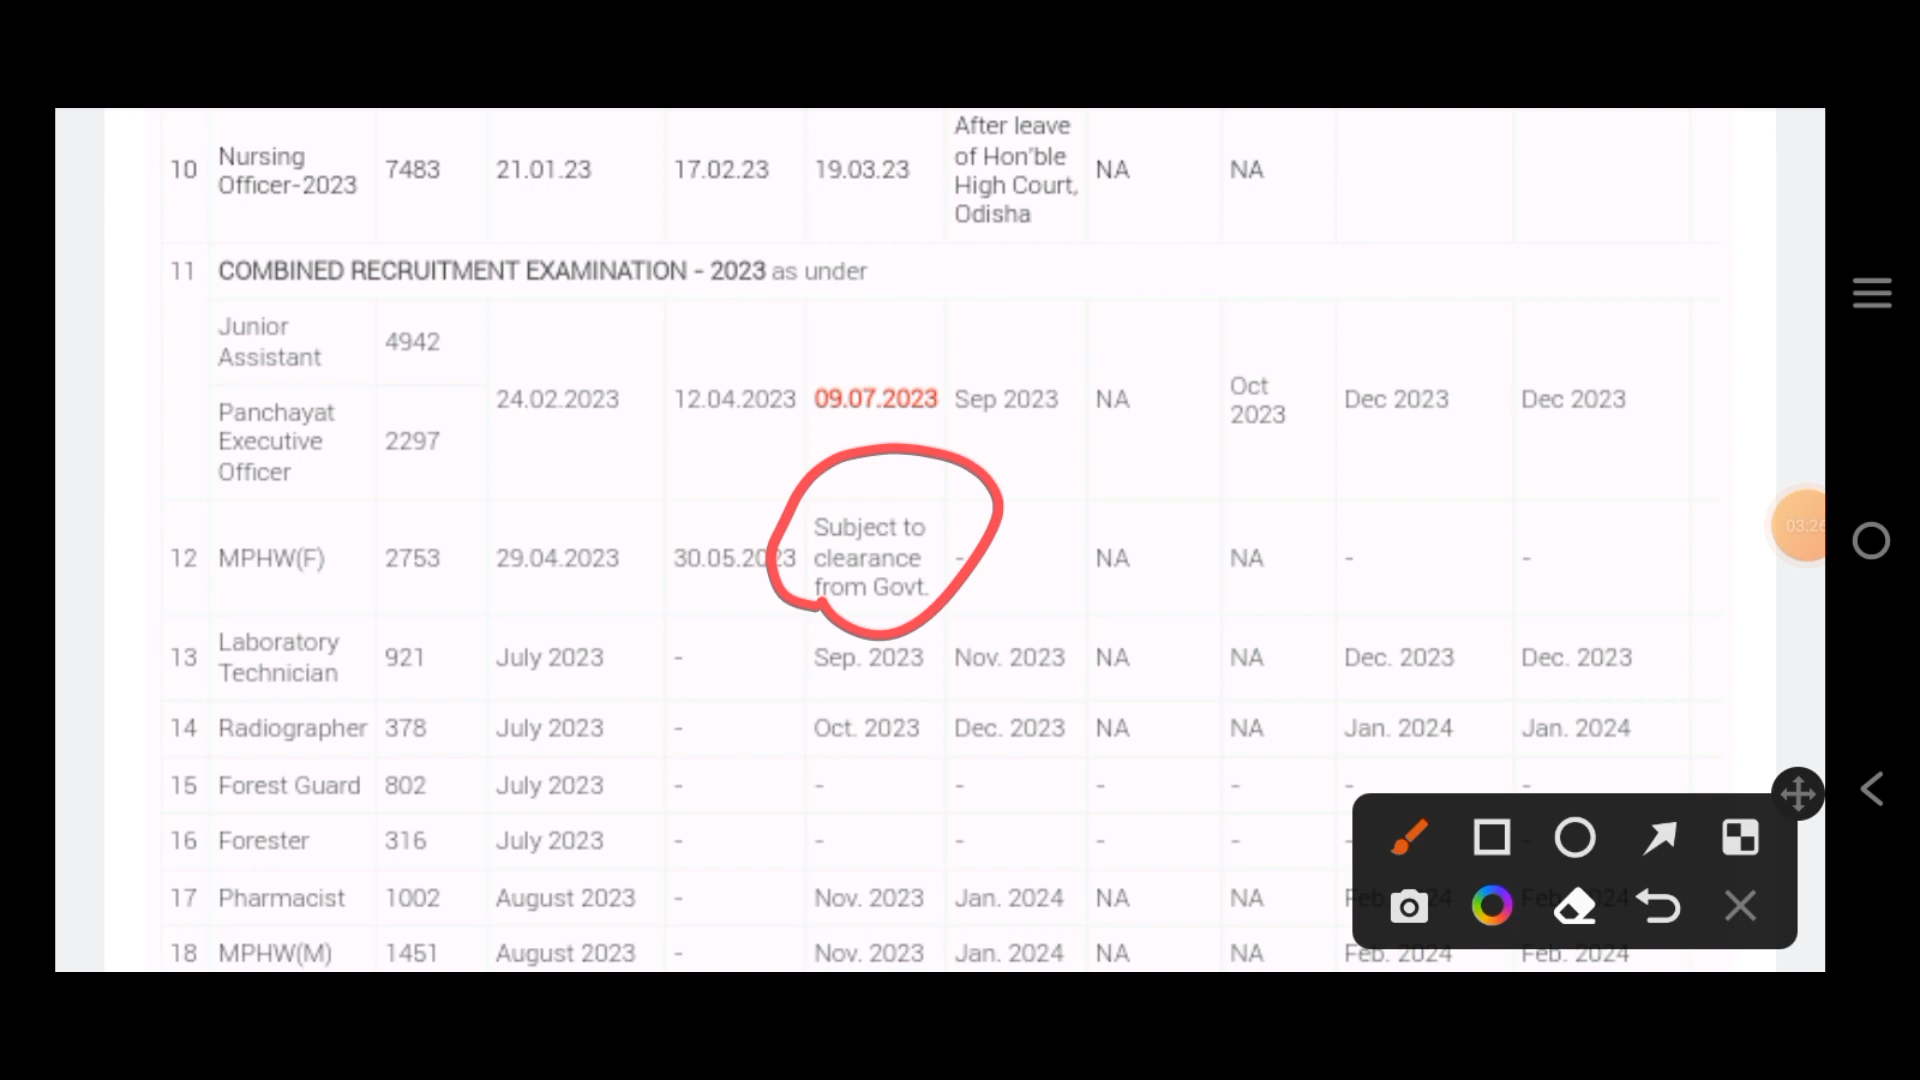 After leave
of Hon'ble
High Court,
Odisha
10 Nursing Officer-2023 7483 21.01.23 17.02.23 19.03.23 NA NA
11 COMBINED RECRUITMENT EXAMINATION - 2023 as under
Junior
Assistant
4942
Panchayat
Executive
Officer
2297
24.02.2023 12.04.2023 09.07.2023 Sep 2023 NA Oct 2023 Dec 2023 Dec 2023
12 MPHW(F) 2753 29.04.2023 30.05.2023
Subject to
clearance
from Govt.
- NA NA - -
13 Laboratory Technician 921 July 2023 - Sep. 2023 Nov. 2023 NA NA Dec. 2023 Dec. 2023
14 Radiographer 378 July 2023 - Oct. 2023 Dec. 2023 NA NA Jan. 2024 Jan. 2024
15 Forest Guard 802 July 2023 - - - - - - -
16 Forester 316 July 2023 - - - - - -
17 Pharmacist 1002 August 2023 - Nov. 2023 Jan. 2024 NA NA
18 MPHW(M) 1451 August 2023 - Nov. 2023 Jan. 2024 NA NA Feb. 2024 Feb. 2024